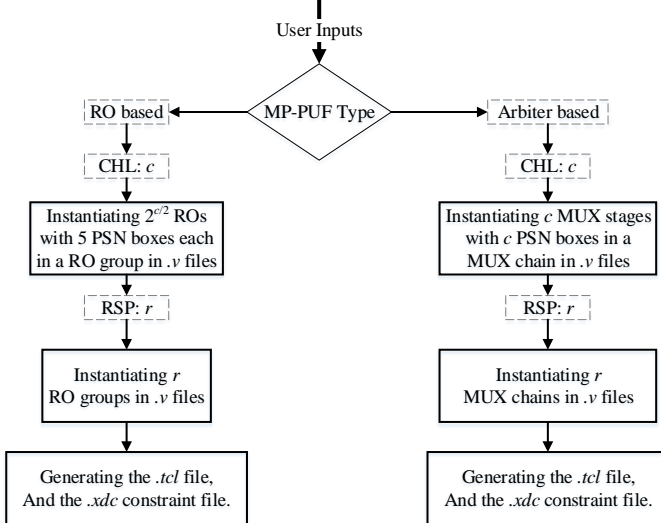 User Inputs
MP-PUF Type
RO based
CHL: c
Instantiating 2^{c/2} ROs
with 5 PSN boxes each
in a RO group in .v files
RSP: r
Instantiating r
RO groups in .v files
Generating the .tcl file,
And the .xdc constraint file.
Arbiter based
CHL: c
Instantiating c MUX stages
with c PSN boxes in a
MUX chain in .v files
RSP: r
Instantiating r
MUX chains in .v files
Generating the .tcl file,
And the .xdc constraint file.